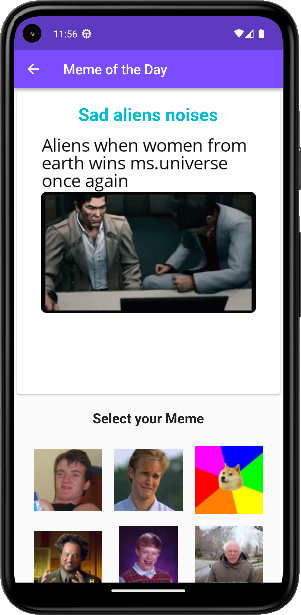 11:56
Meme of the Day
Sad aliens noises
Aliens when women from
earth wins ms.universe
once again
Select your Meme